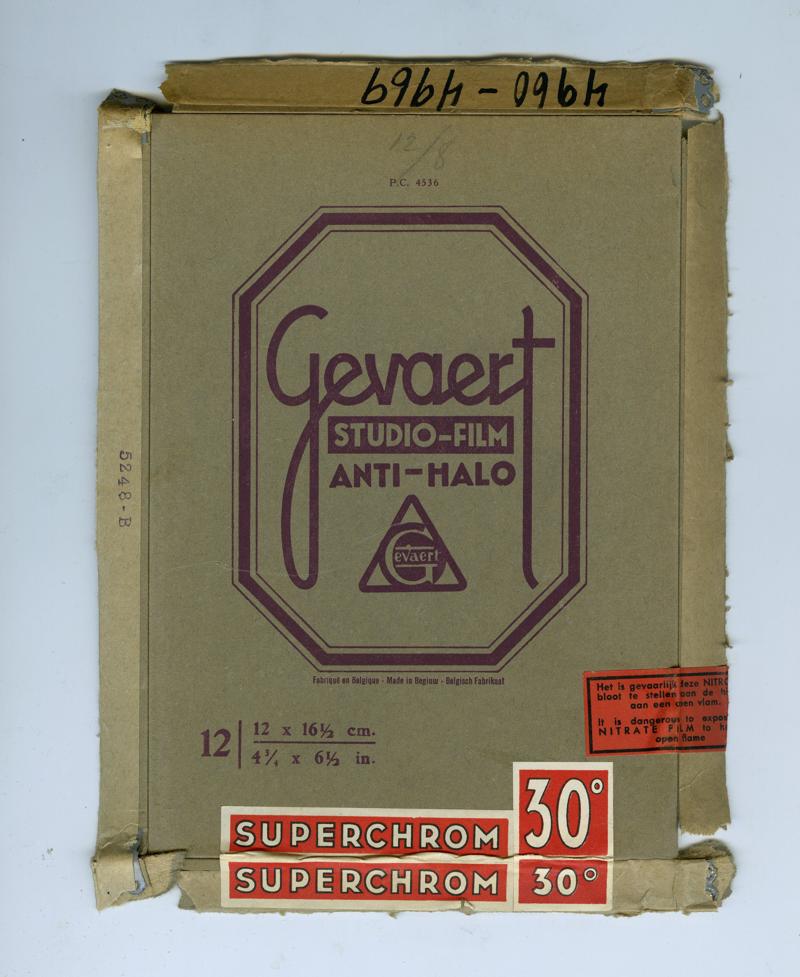 4960 - 4969
12/8
P.C. 4536
Gevaert
STUDIO-FILM
ANTI-HALO
Gevaert
Fabriqué en Belgique - Made in Begium - Belgisch Fabrikaat
5248-B
12
12 x 16½ cm.
4¾ x 6½ in.
Het is gevaarlijk deze
bloot te stellen aan de
aan een open vlam.
It is dangerous to
NITRATE FILM to
open flame
SUPERCHROM 30°
SUPERCHROM 30°